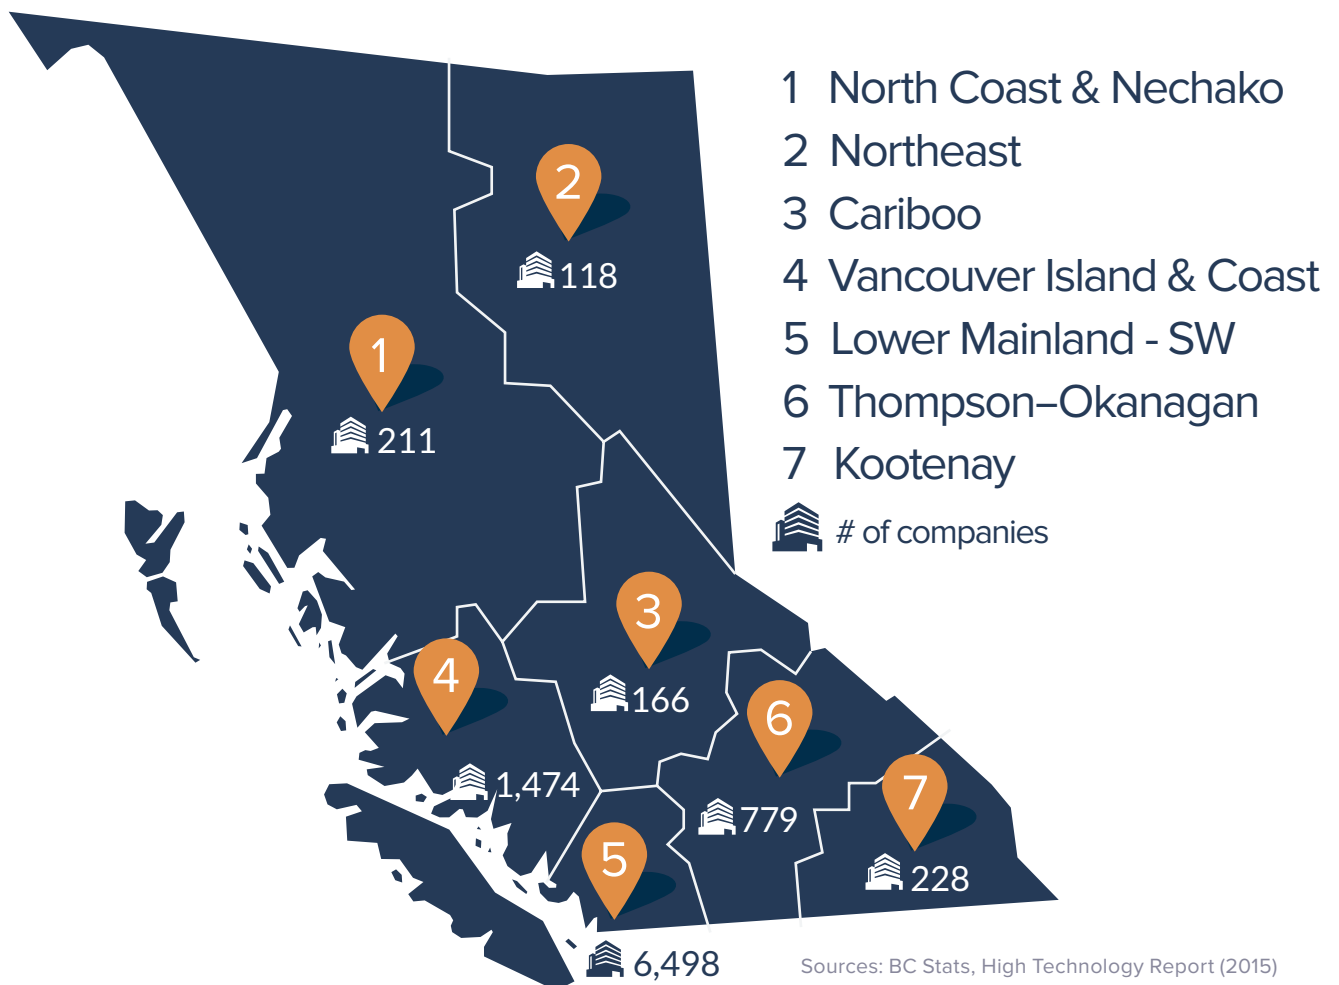 1 North Coast & Nechako
2 Northeast
3 Cariboo
4 Vancouver Island & Coast
5 Lower Mainland - SW
6 Thompson–Okanagan
7 Kootenay
# of companies
2
118
1
211
3
166
4
1,474
6
779
7
228
5
6,498
Sources: BC Stats, High Technology Report (2015)